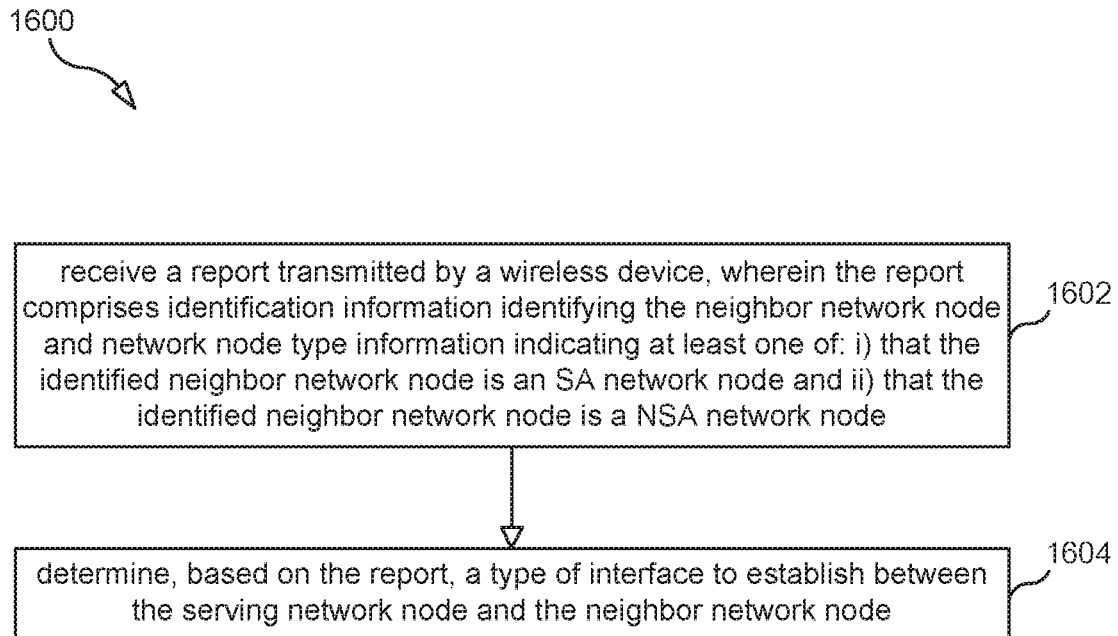 1600
receive a report transmitted by a wireless device, wherein the report
comprises identification information identifying the neighbor network node
and network node type information indicating at least one of: i) that the
identified neighbor network node is an SA network node and ii) that the
identified neighbor network node is a NSA network node
1602
determine, based on the report, a type of interface to establish between
the serving network node and the neighbor network node
1604